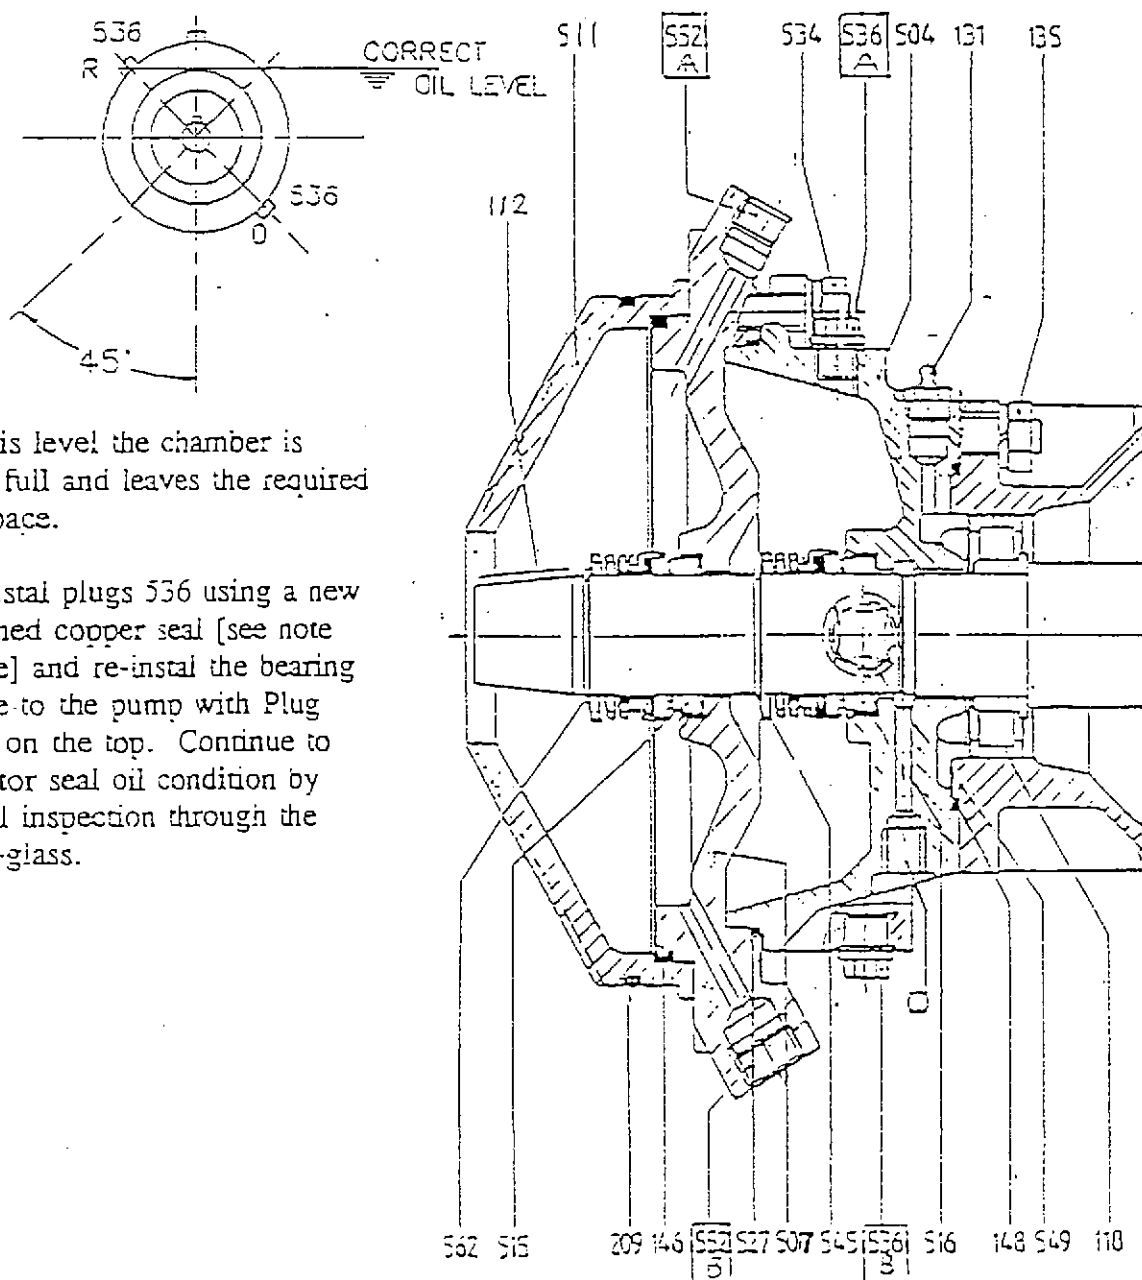 536
R
CORRECT
OIL LEVEL
536
O
45°
is level the chamber is
full and leaves the required
pace.
stal plugs 536 using a new
ned copper seal [see note
e] and re-instal the bearing
e to the pump with Plug
on the top. Continue to
tor seal oil condition by
l inspection through the
-glass.
511 552 534 536 504 131 135
A A
112
562 515 209 146 552 527 507 545 536 516 148 549 118
B B